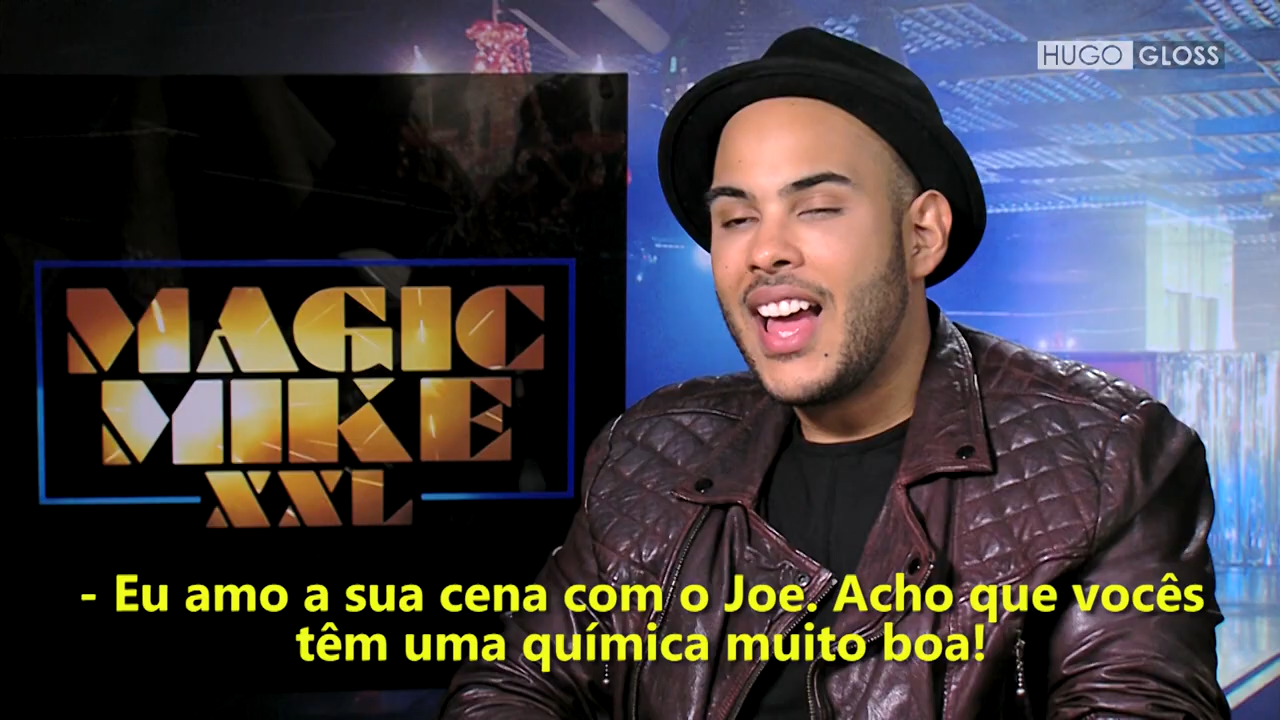 HUGO GLOSS
MAGIC
MIKE
XXL
- Eu amo a sua cena com o Joe. Acho que vocês
têm uma química muito boa!